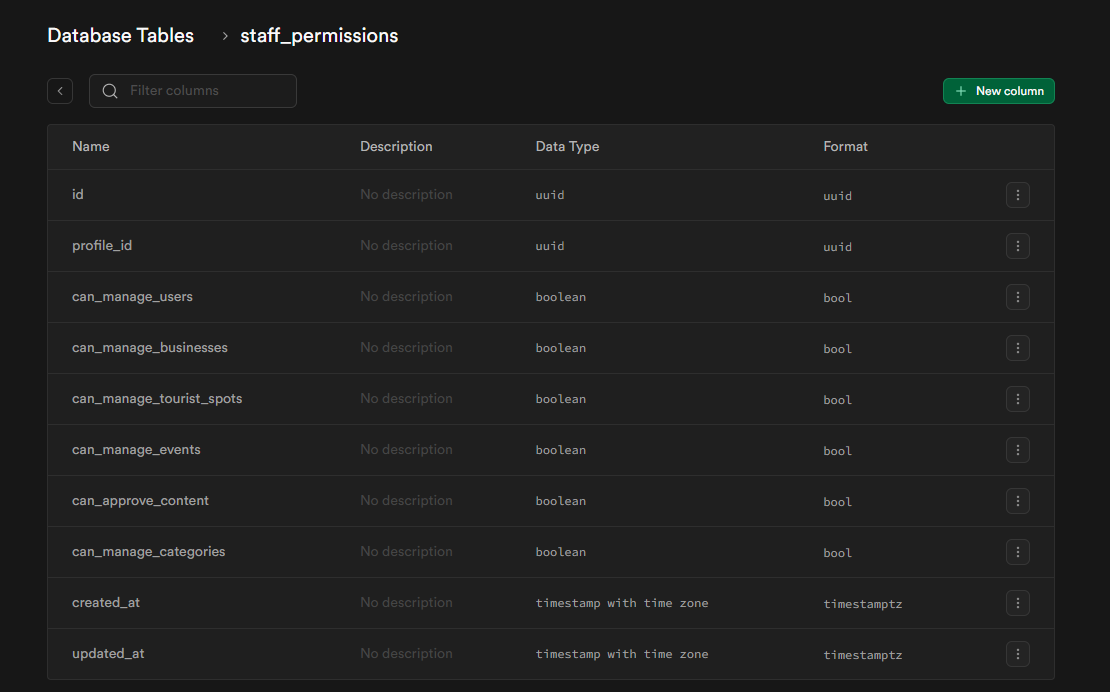 Database Tables > staff_permissions
Filter columns
New column
Name Description Data Type Format
id No description uuid uuid
profile_id No description uuid uuid
can_manage_users No description boolean bool
can_manage_businesses No description boolean bool
can_manage_tourist_spots No description boolean bool
can_manage_events No description boolean bool
can_approve_content No description boolean bool
can_manage_categories No description boolean bool
created_at No description timestamp with time zone timestamptz
updated_at No description timestamp with time zone timestamptz